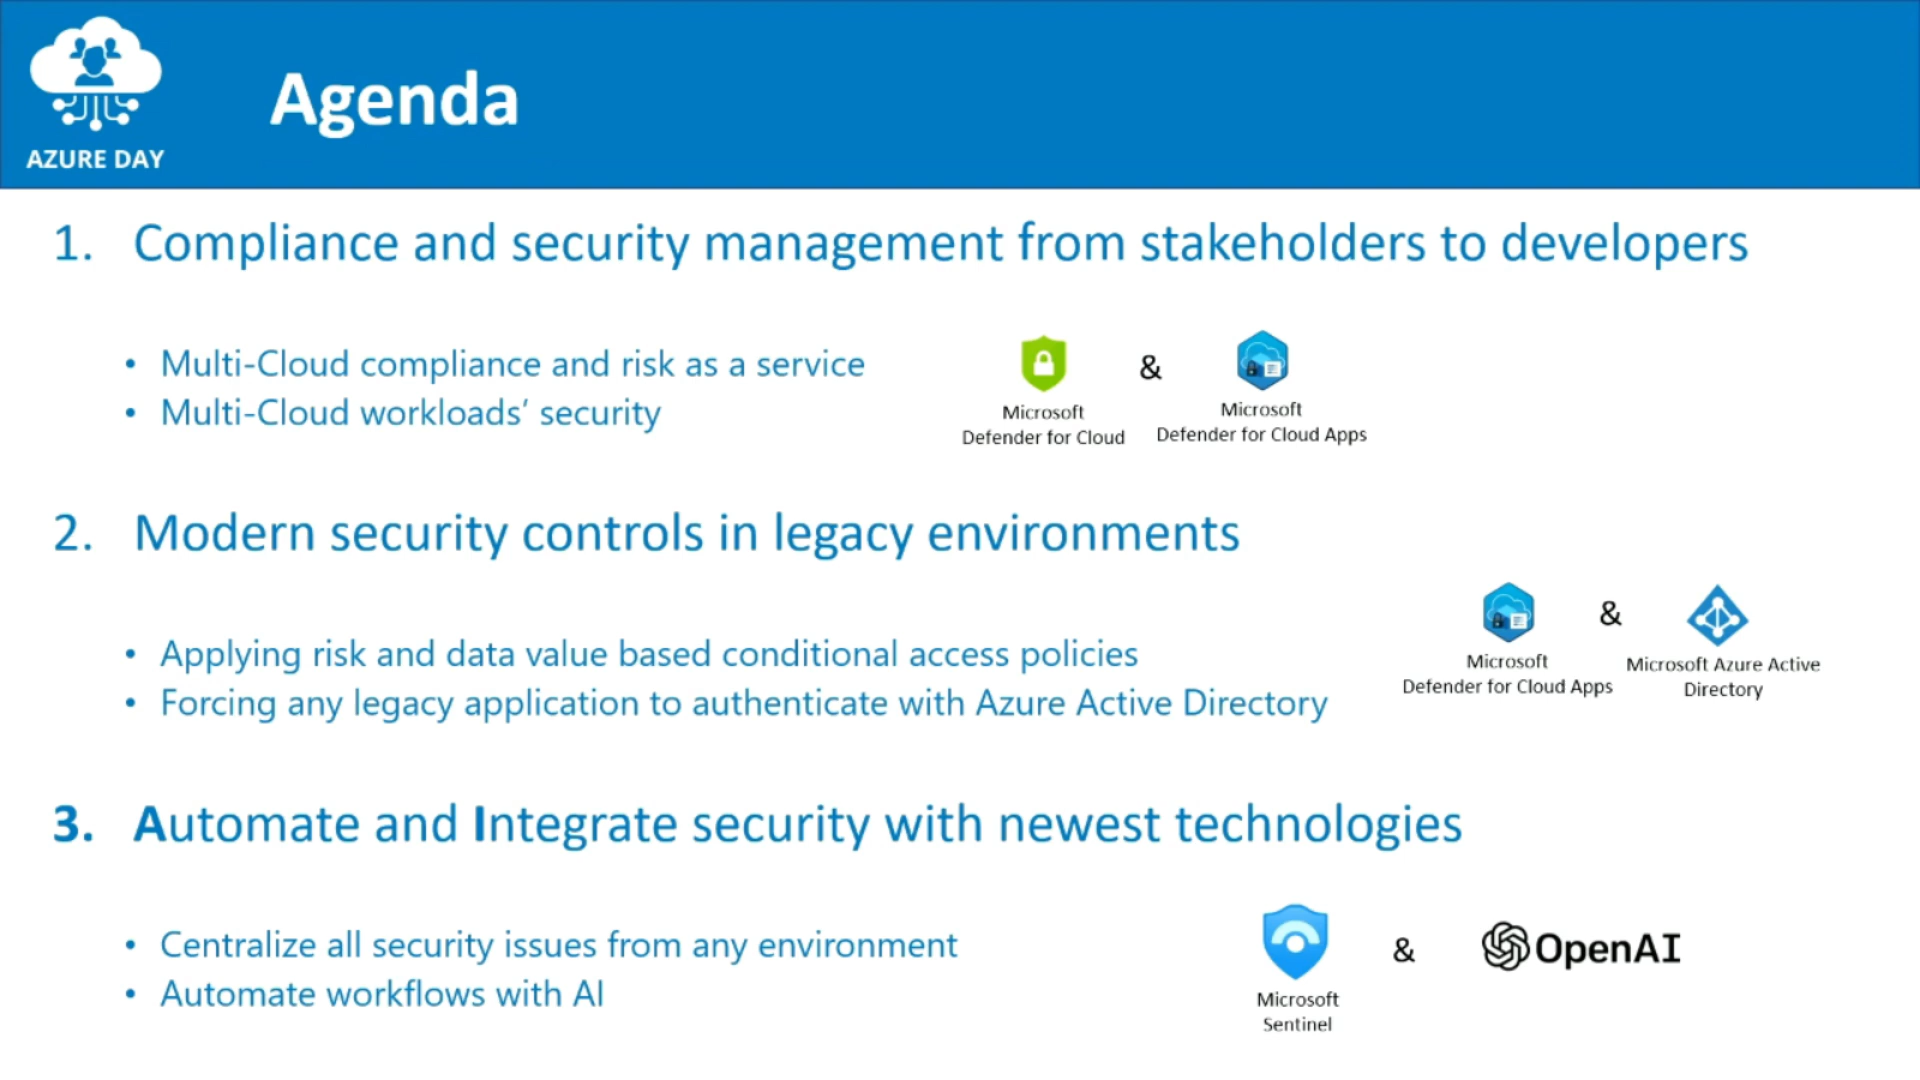 AZURE DAY
Agenda
1. Compliance and security management from stakeholders to developers
• Multi-Cloud compliance and risk as a service
• Multi-Cloud workloads’ security
&
Microsoft
Defender for Cloud
Microsoft
Defender for Cloud Apps
2. Modern security controls in legacy environments
• Applying risk and data value based conditional access policies
• Forcing any legacy application to authenticate with Azure Active Directory
&
Microsoft
Defender for Cloud Apps
Microsoft Azure Active
Directory
3. Automate and Integrate security with newest technologies
• Centralize all security issues from any environment
• Automate workflows with AI
Microsoft
Sentinel
&
OpenAI